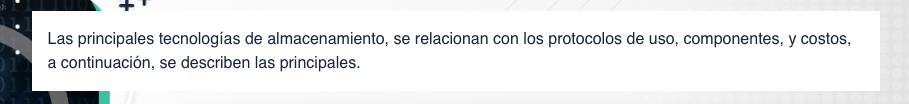 Las principales tecnologías de almacenamiento, se relacionan con los protocolos de uso, componentes, y costos,
a continuación, se describen las principales.